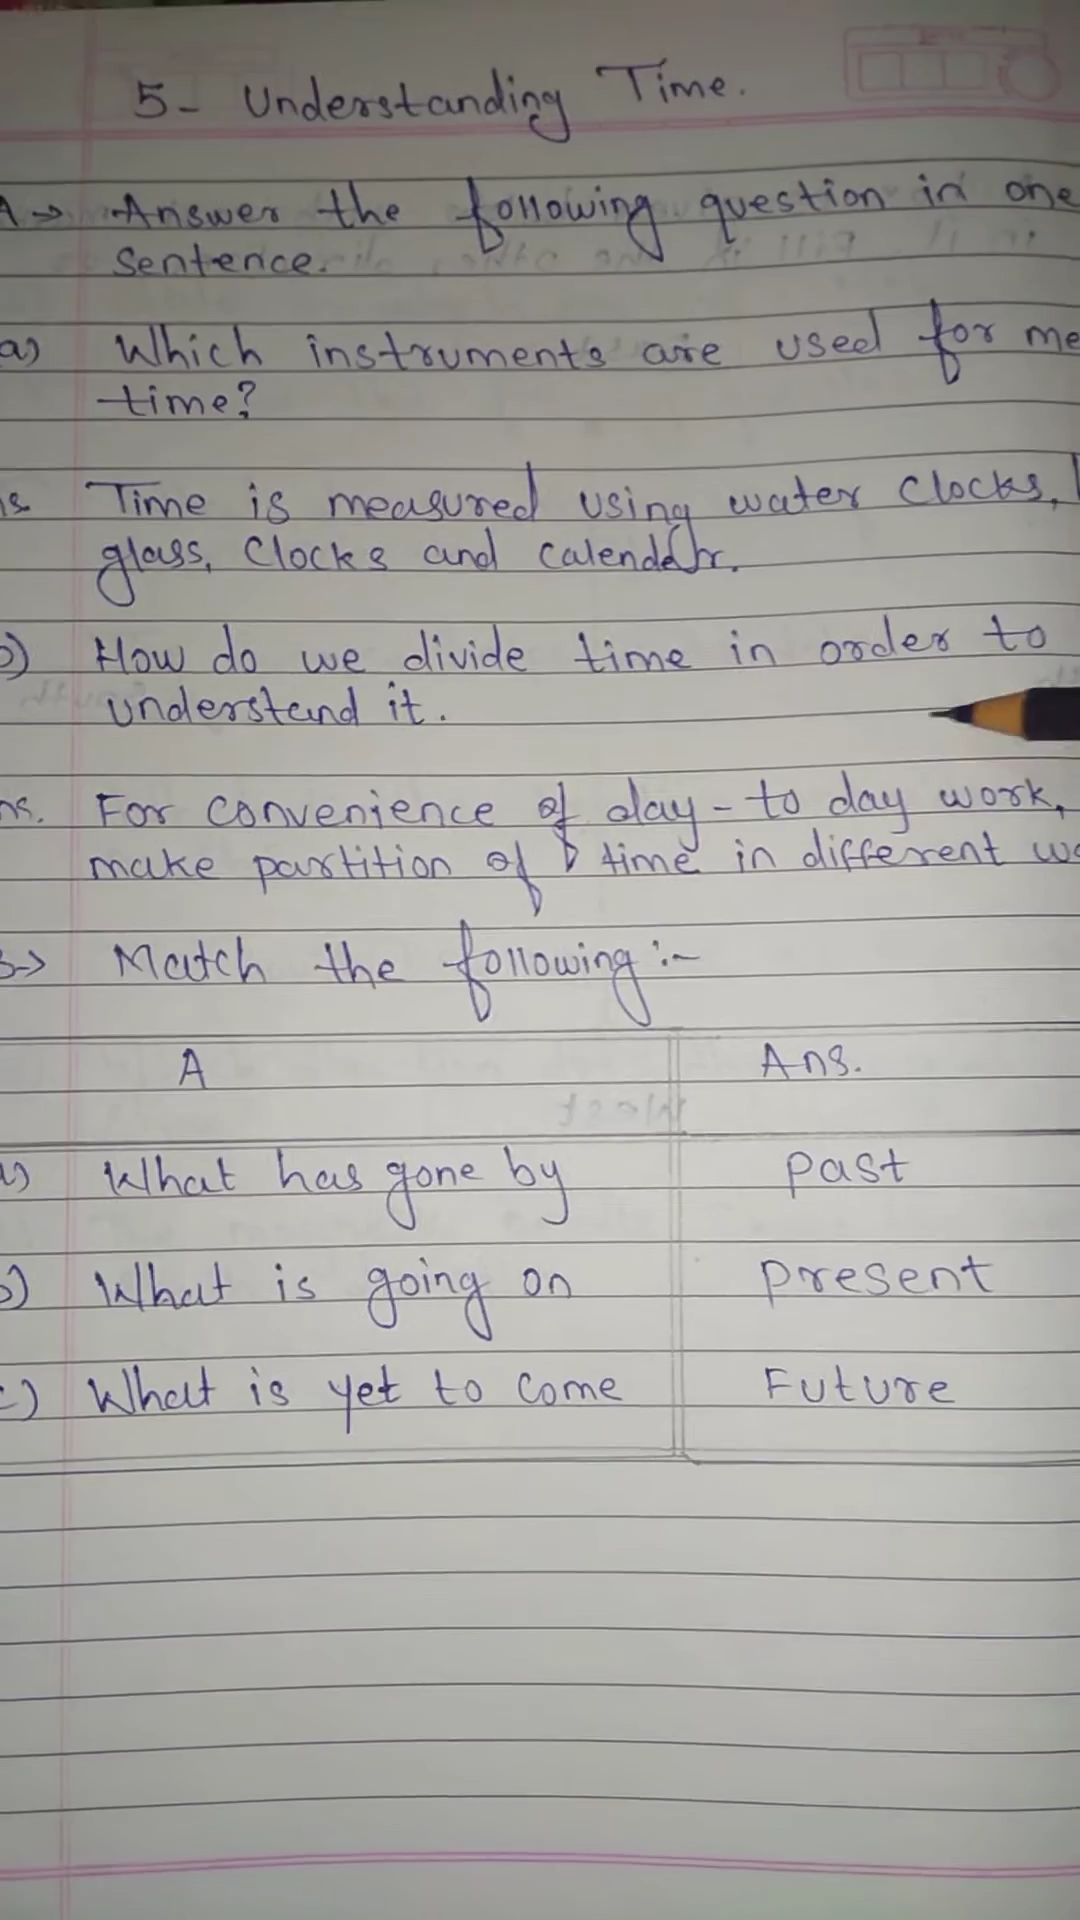 5- Understanding Time.
A→ Answer the following question in one
sentence.
a) Which instruments are used for me
time?
Time is measured using water clocks,
glass, clocks and calendar.
b) How do we divide time in order to
understand it.
ns. For convenience of day-to day work,
make partition of time in different wa
B→ Match the following :-
A Ans.
a) What has gone by Past
b) What is going on Present
c) What is yet to come Future